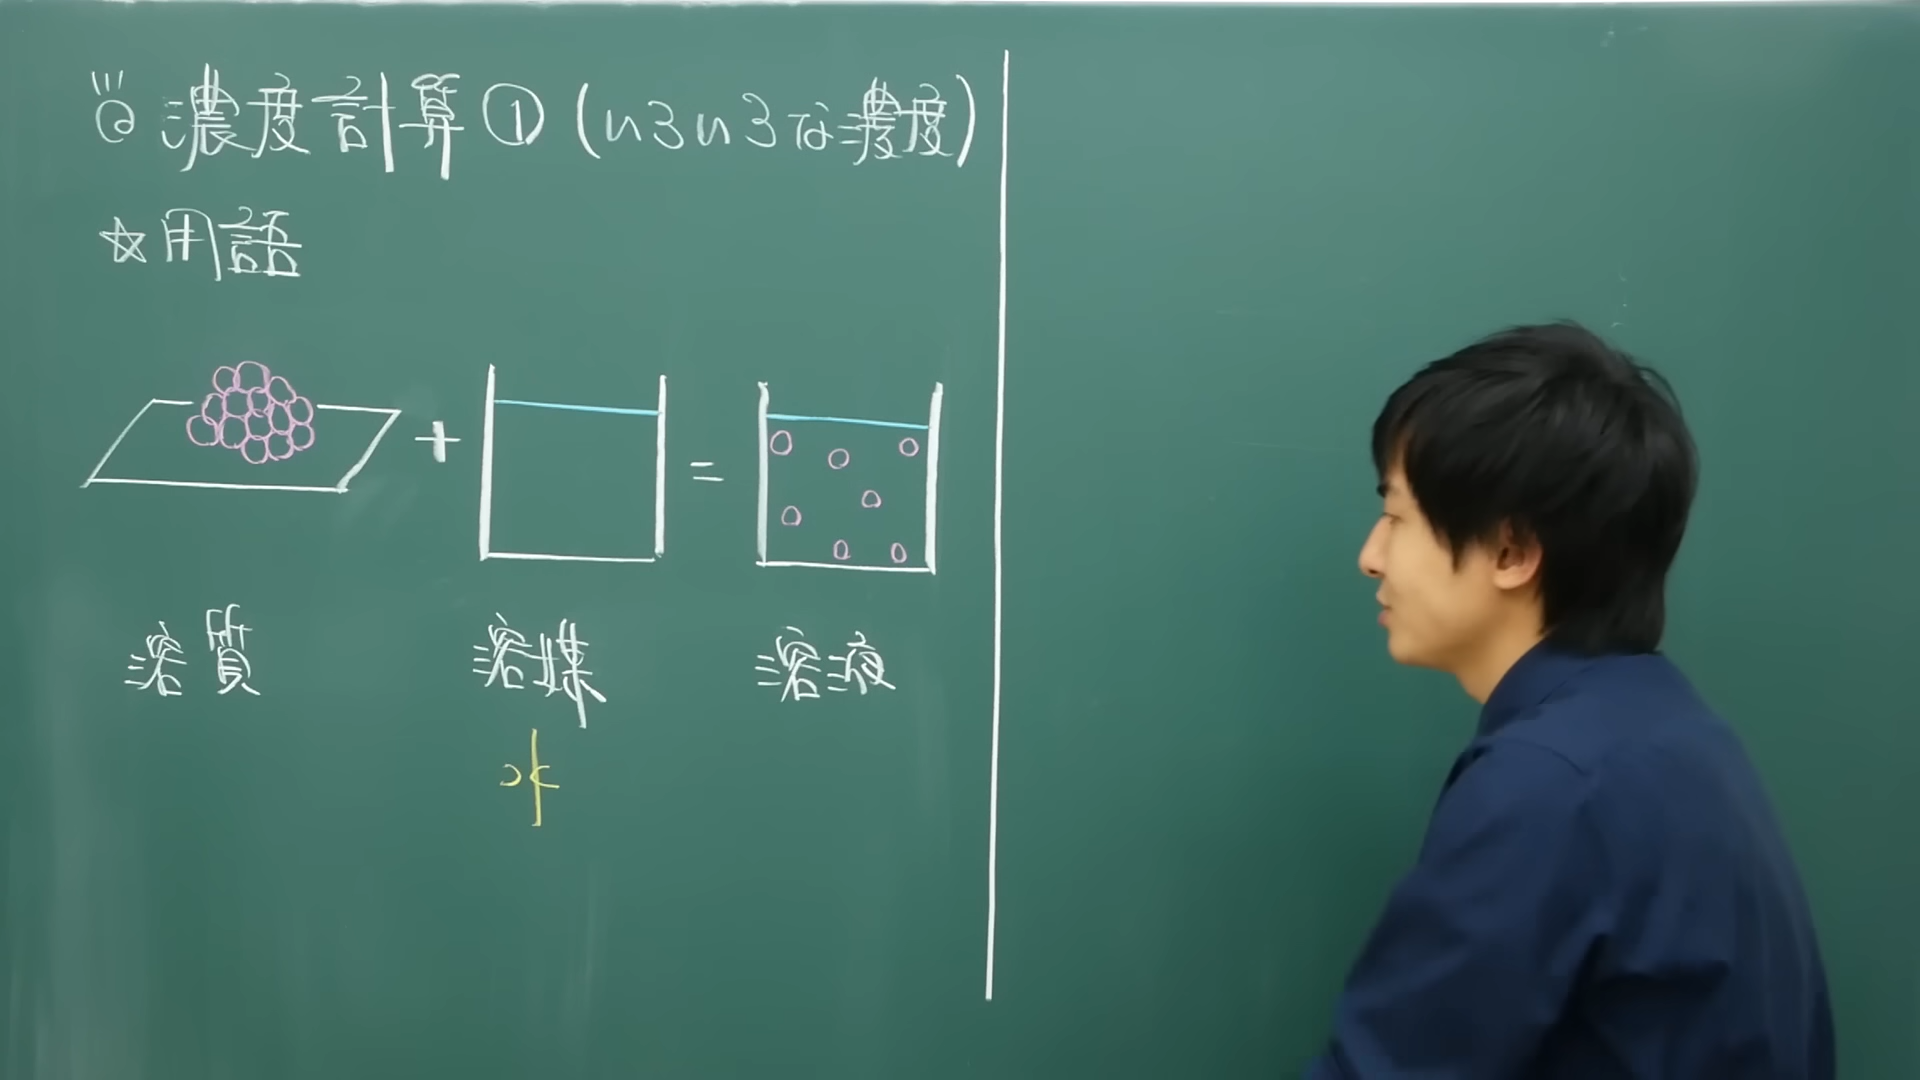 ◎ 濃度計算① (いろいろな濃度)
☆用語
+ =
溶質 溶媒 溶液
水